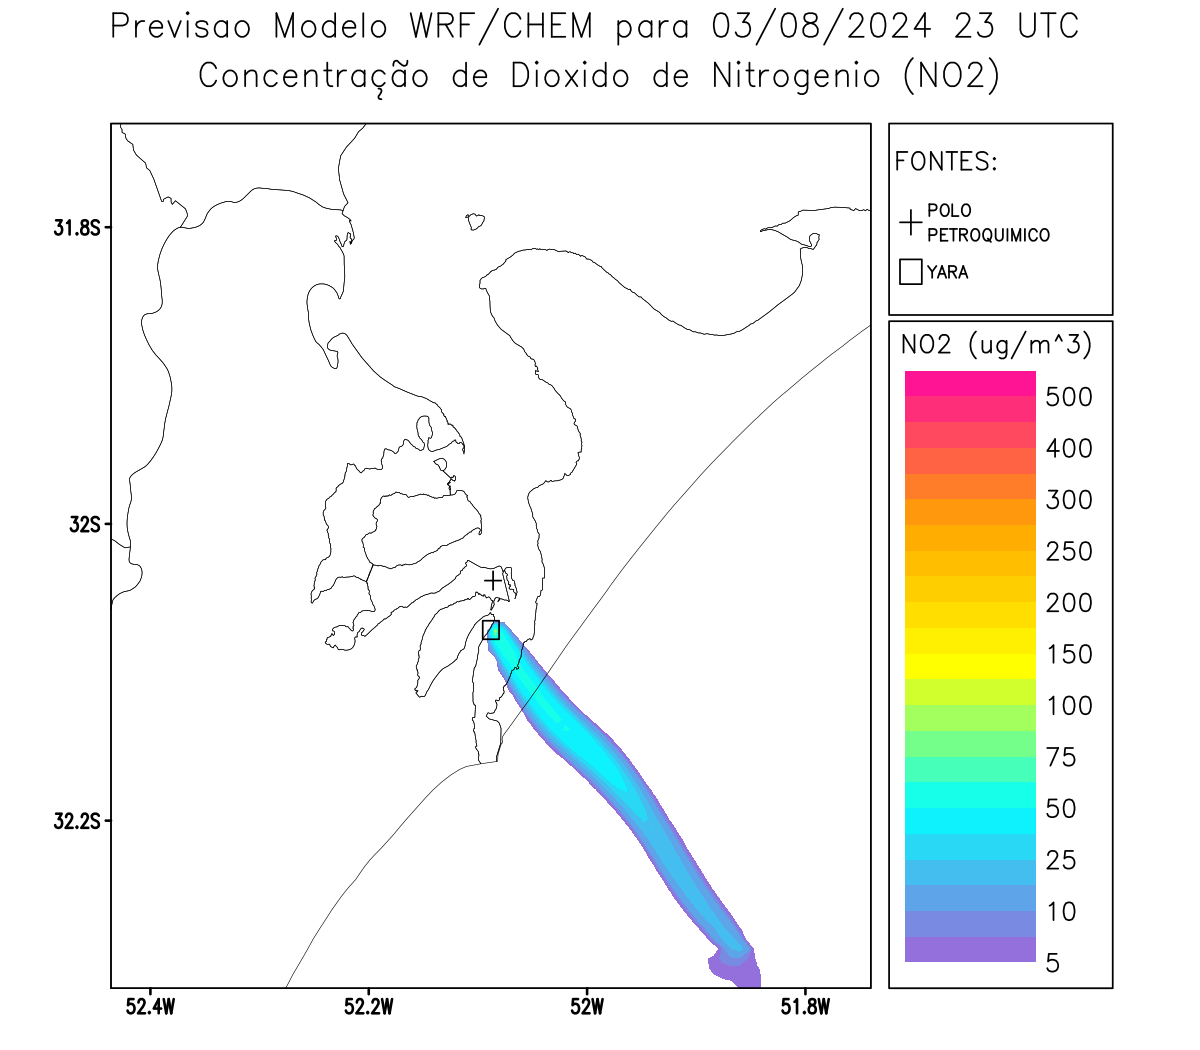 Previsao Modelo WRF/CHEM para 03/08/2024 23 UTC
Concentração de Dioxido de Nitrogenio (NO2)
FONTES:
POLO
PETROQUIMICO
YARA
31.8S
32S
32.2S
52.4W
52.2W
52W
51.8W
NO2 (ug/m^3)
500
400
300
250
200
150
100
75
50
25
10
5